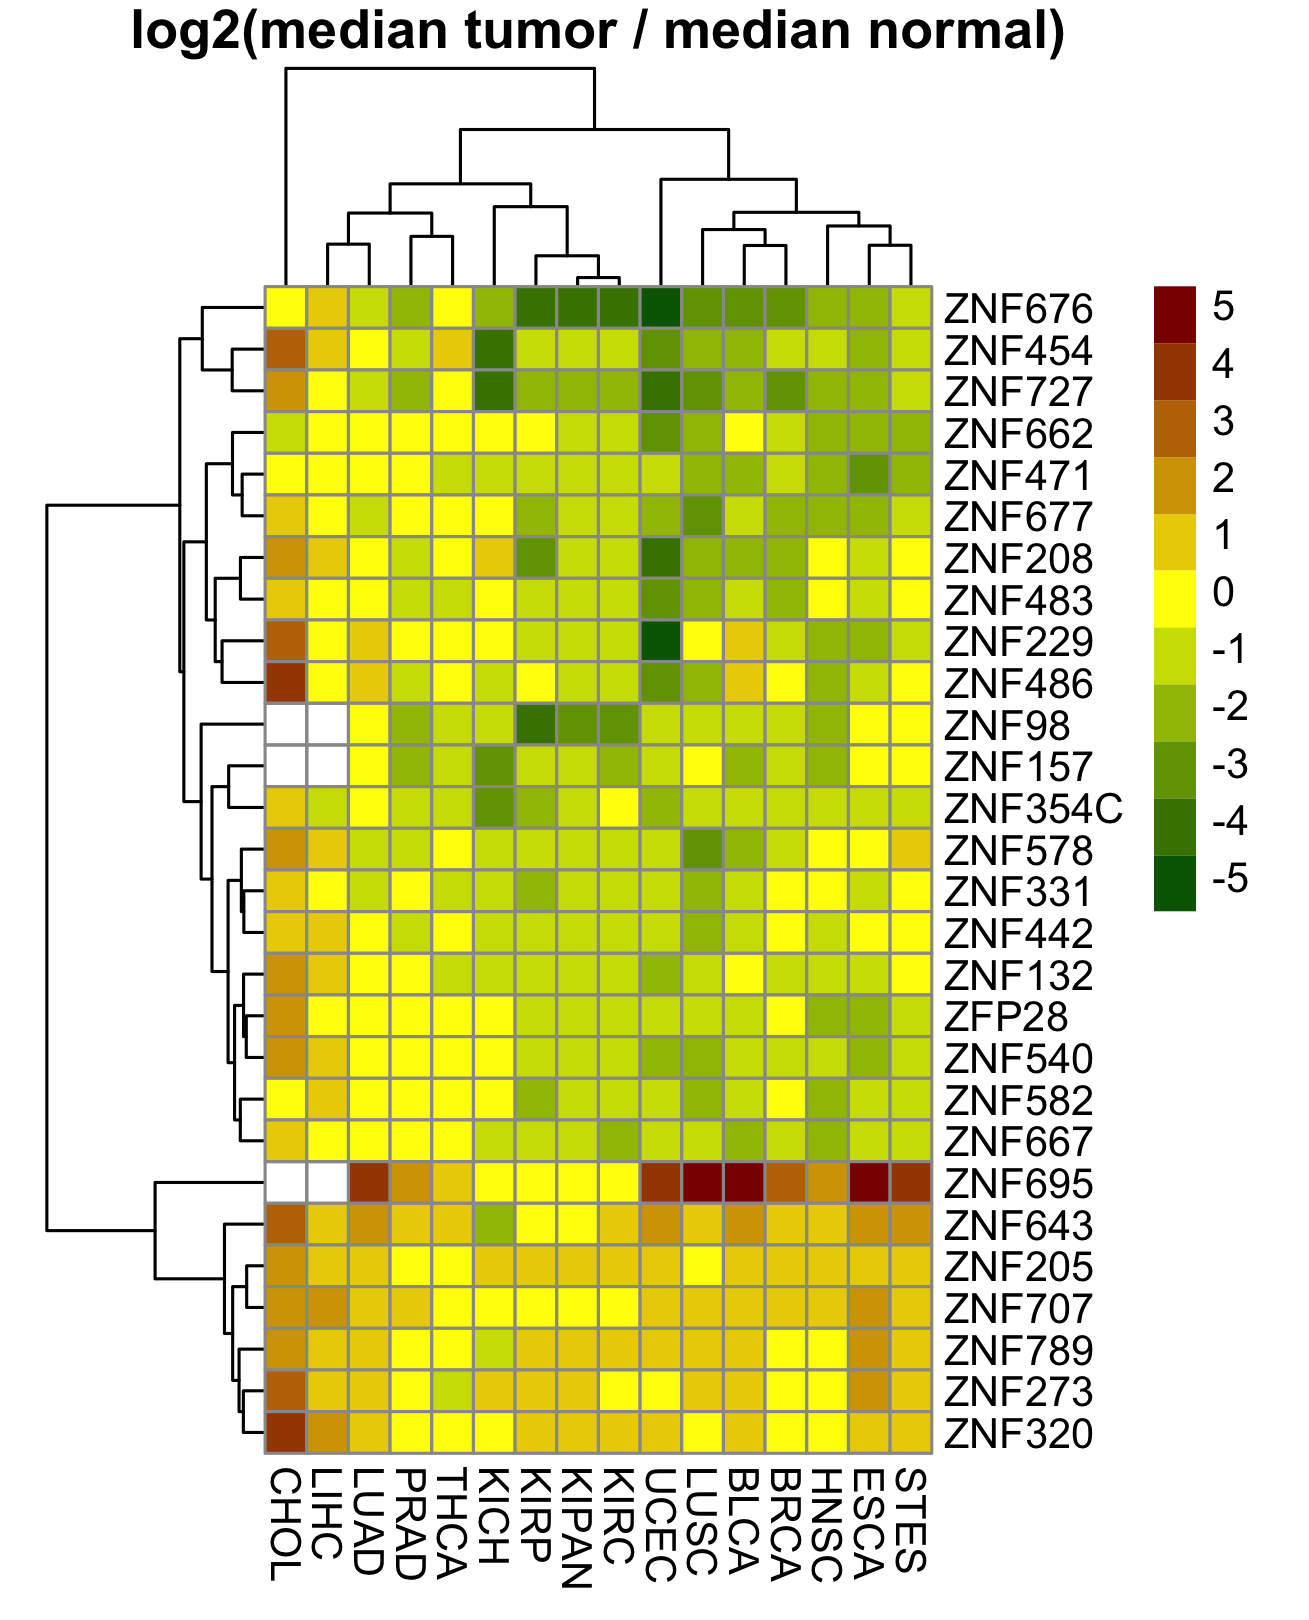 log2(median tumor / median normal)
ZNF676
ZNF454
ZNF727
ZNF662
ZNF471
ZNF677
ZNF208
ZNF483
ZNF229
ZNF486
ZNF98
ZNF157
ZNF354C
ZNF578
ZNF331
ZNF442
ZNF132
ZFP28
ZNF540
ZNF582
ZNF667
ZNF695
ZNF643
ZNF205
ZNF707
ZNF789
ZNF273
ZNF320
5
4
3
2
1
0
-1
-2
-3
-4
-5
CHOL
LIHC
LUAD
PRAD
THCA
KICH
KIRP
KIPAN
KIRC
UCEC
LUSC
BLCA
BRCA
HNSC
ESCA
STES